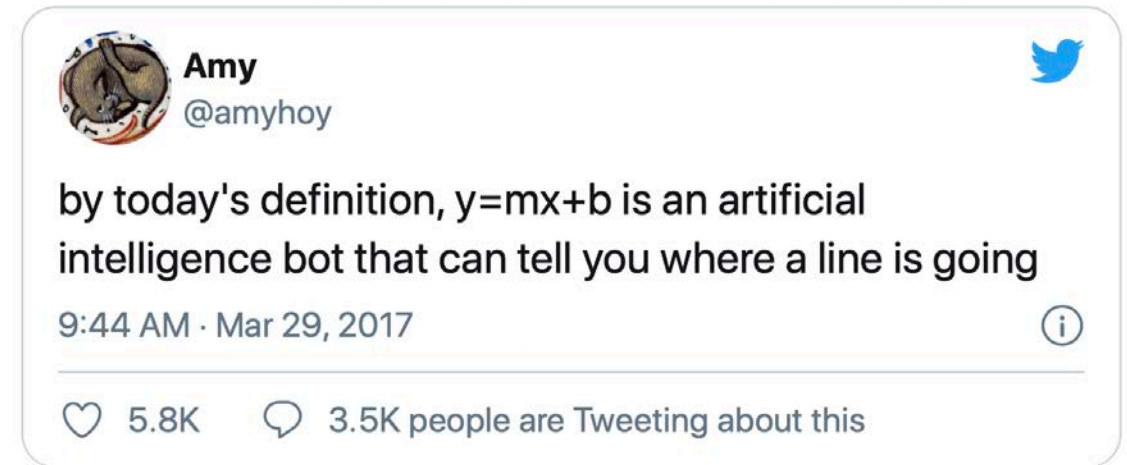 Amy
@amyhoy
by today's definition, y=mx+b is an artificial
intelligence bot that can tell you where a line is going
9:44 AM · Mar 29, 2017
5.8K 3.5K people are Tweeting about this